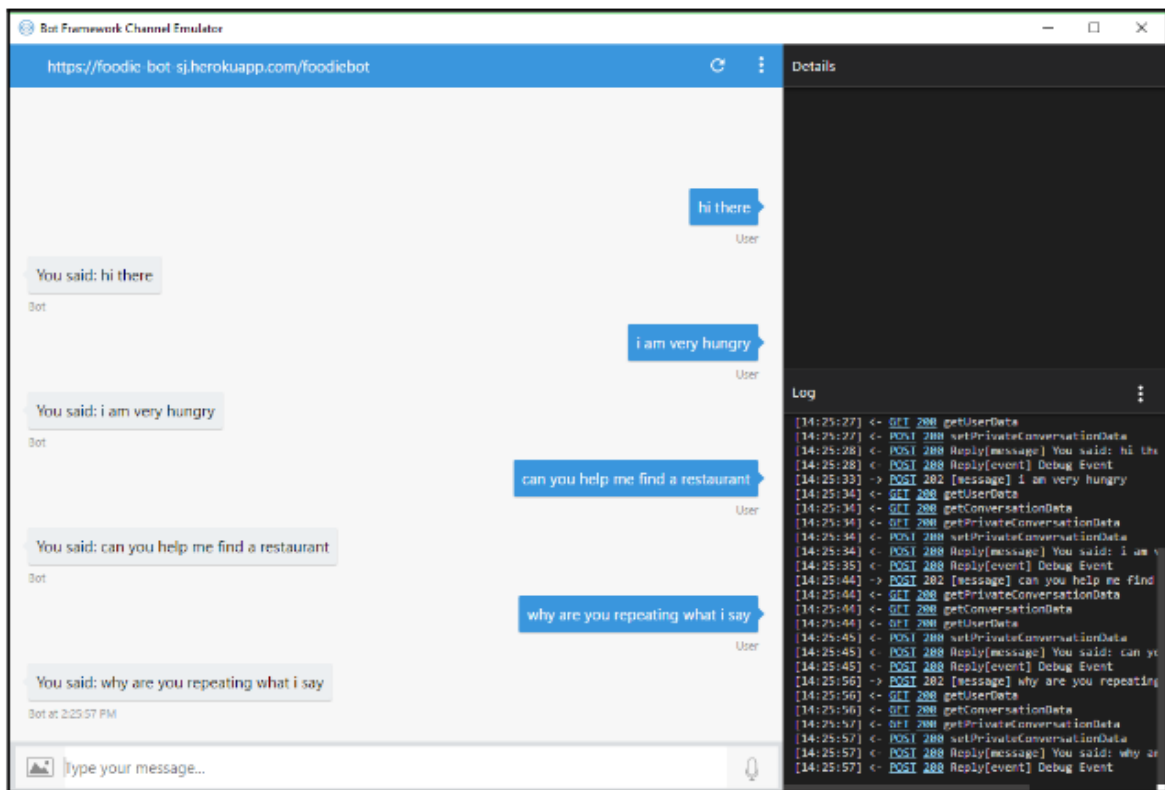 Bot Framework Channel Emulator
https://foodie-bot-sj.herokuapp.com/foodiebot
hi there
User
You said: hi there
Bot
i am very hungry
User
You said: i am very hungry
Bot
can you help me find a restaurant
User
You said: can you help me find a restaurant
Bot
why are you repeating what i say
User
You said: why are you repeating what i say
Bot at 2:25:57 PM
Type your message...
Details
Log
[14:25:27] <- GET 200 getUserData
[14:25:27] <- POST 200 setPrivateConversationData
[14:25:28] <- POST 200 Reply[message] You said: hi the
[14:25:28] <- POST 200 Reply[event] Debug Event
[14:25:33] -> POST 202 [message] i am very hungry
[14:25:34] <- GET 200 getUserData
[14:25:34] <- GET 200 getConversationData
[14:25:34] <- GET 200 getPrivateConversationData
[14:25:34] <- POST 200 setPrivateConversationData
[14:25:34] <- POST 200 Reply[message] You said: i am v
[14:25:35] <- POST 200 Reply[event] Debug Event
[14:25:44] -> POST 202 [message] can you help me find
[14:25:44] <- GET 200 getPrivateConversationData
[14:25:44] <- GET 200 getConversationData
[14:25:44] <- GET 200 getUserData
[14:25:45] <- POST 200 setPrivateConversationData
[14:25:45] <- POST 200 Reply[message] You said: can yo
[14:25:45] <- POST 200 Reply[event] Debug Event
[14:25:56] -> POST 202 [message] why are you repeating
[14:25:56] <- GET 200 getUserData
[14:25:56] <- GET 200 getConversationData
[14:25:57] <- GET 200 getPrivateConversationData
[14:25:57] <- POST 200 setPrivateConversationData
[14:25:57] <- POST 200 Reply[message] You said: why ar
[14:25:57] <- POST 200 Reply[event] Debug Event